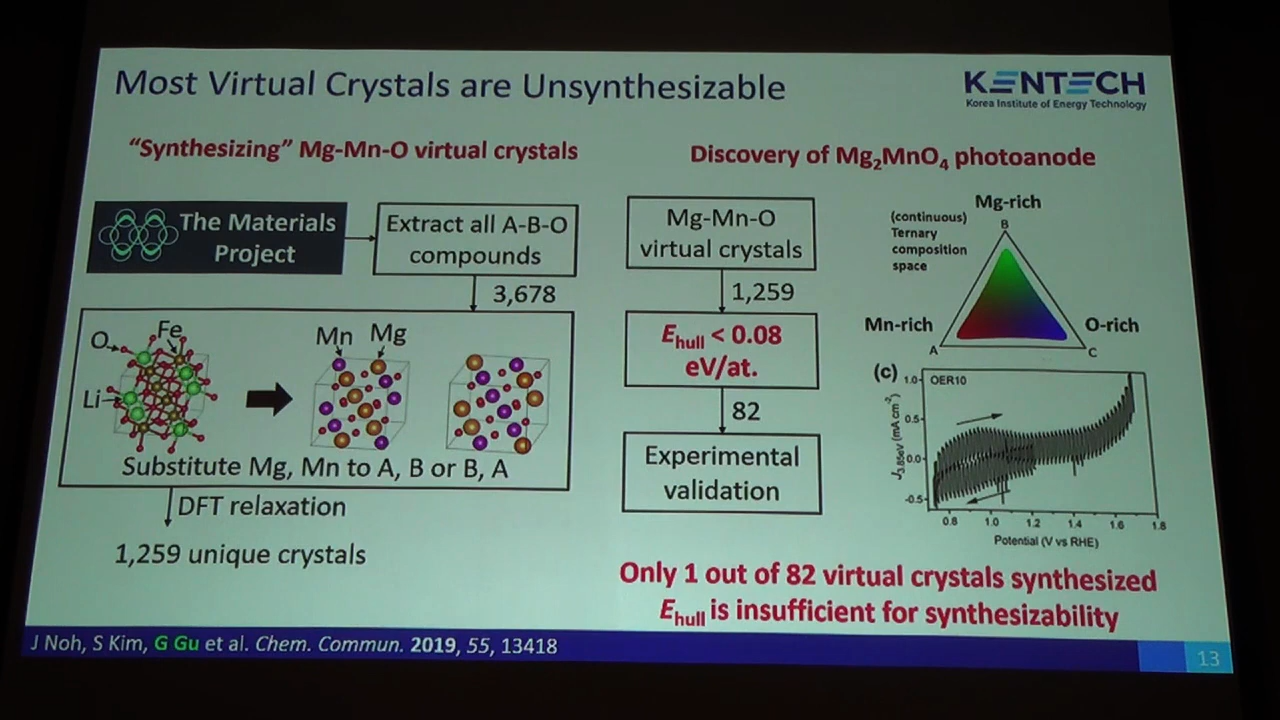 Most Virtual Crystals are Unsynthesizable
KENTECH
Korea Institute of Energy Technology
“Synthesizing” Mg-Mn-O virtual crystals
The Materials
Project
Extract all A-B-O
compounds
3,678
O
Fe
Li
Mn
Mg
Substitute Mg, Mn to A, B or B, A
DFT relaxation
1,259 unique crystals
Discovery of Mg₂MnO₄ photoanode
Mg-Mn-O
virtual crystals
1,259
Ehull < 0.08
eV/at.
82
Experimental
validation
Mg-rich
(continuous)
Ternary
composition
space
B
Mn-rich
O-rich
A
C
(c)
OER10
1.0
0.5
0.0
-0.5
0.8 1.0 1.2 1.4 1.6 1.8
Potential (V vs RHE)
Only 1 out of 82 virtual crystals synthesized
Ehull is insufficient for synthesizability
J Noh, S Kim, G Gu et al. Chem. Commun. 2019, 55, 13418
13